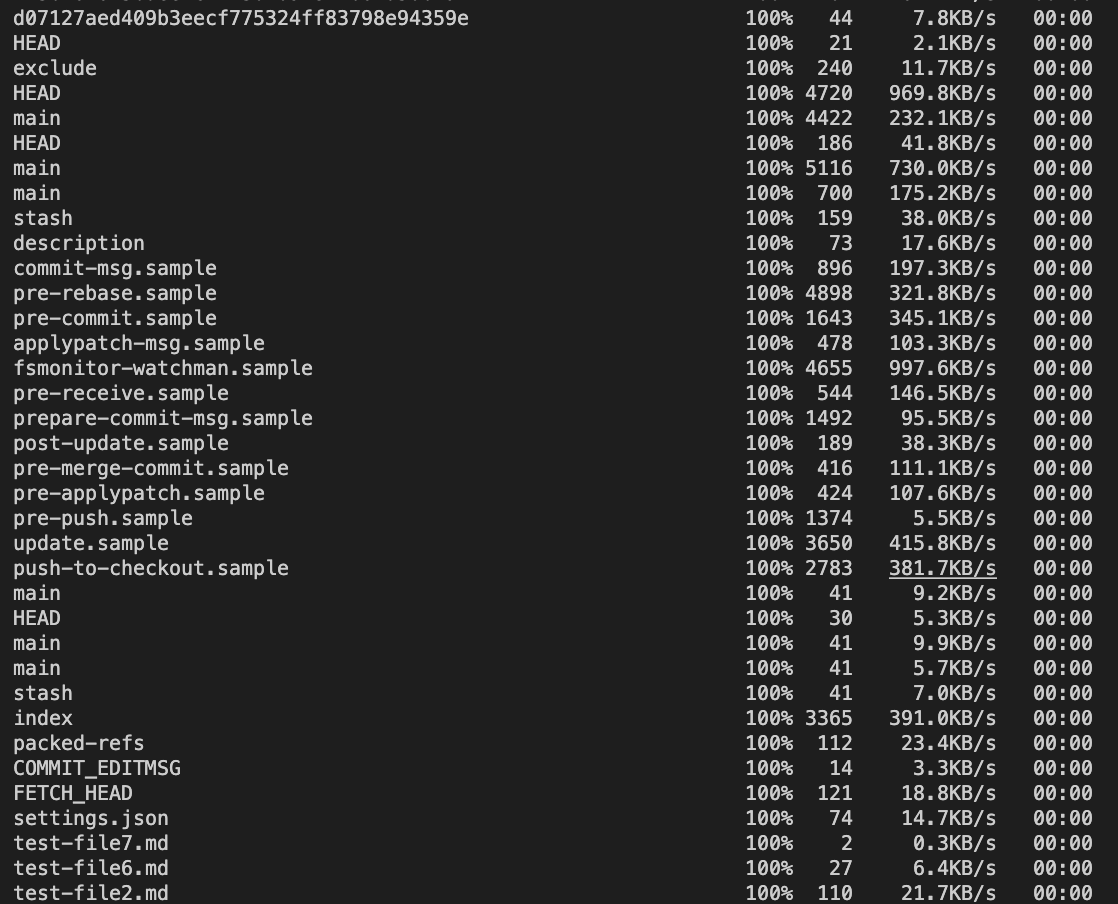 d07127aed409b3eecf775324ff83798e94359e 100% 44 7.8KB/s 00:00
HEAD 100% 21 2.1KB/s 00:00
exclude 100% 240 11.7KB/s 00:00
HEAD 100% 4720 969.8KB/s 00:00
main 100% 4422 232.1KB/s 00:00
HEAD 100% 186 41.8KB/s 00:00
main 100% 5116 730.0KB/s 00:00
main 100% 700 175.2KB/s 00:00
stash 100% 159 38.0KB/s 00:00
description 100% 73 17.6KB/s 00:00
commit-msg.sample 100% 896 197.3KB/s 00:00
pre-rebase.sample 100% 4898 321.8KB/s 00:00
pre-commit.sample 100% 1643 345.1KB/s 00:00
applypatch-msg.sample 100% 478 103.3KB/s 00:00
fsmonitor-watchman.sample 100% 4655 997.6KB/s 00:00
pre-receive.sample 100% 544 146.5KB/s 00:00
prepare-commit-msg.sample 100% 1492 95.5KB/s 00:00
post-update.sample 100% 189 38.3KB/s 00:00
pre-merge-commit.sample 100% 416 111.1KB/s 00:00
pre-applypatch.sample 100% 424 107.6KB/s 00:00
pre-push.sample 100% 1374 5.5KB/s 00:00
update.sample 100% 3650 415.8KB/s 00:00
push-to-checkout.sample 100% 2783 381.7KB/s 00:00
main 100% 41 9.2KB/s 00:00
HEAD 100% 30 5.3KB/s 00:00
main 100% 41 9.9KB/s 00:00
main 100% 41 5.7KB/s 00:00
stash 100% 41 7.0KB/s 00:00
index 100% 3365 391.0KB/s 00:00
packed-refs 100% 112 23.4KB/s 00:00
COMMIT_EDITMSG 100% 14 3.3KB/s 00:00
FETCH_HEAD 100% 121 18.8KB/s 00:00
settings.json 100% 74 14.7KB/s 00:00
test-file7.md 100% 2 0.3KB/s 00:00
test-file6.md 100% 27 6.4KB/s 00:00
test-file2.md 100% 110 21.7KB/s 00:00